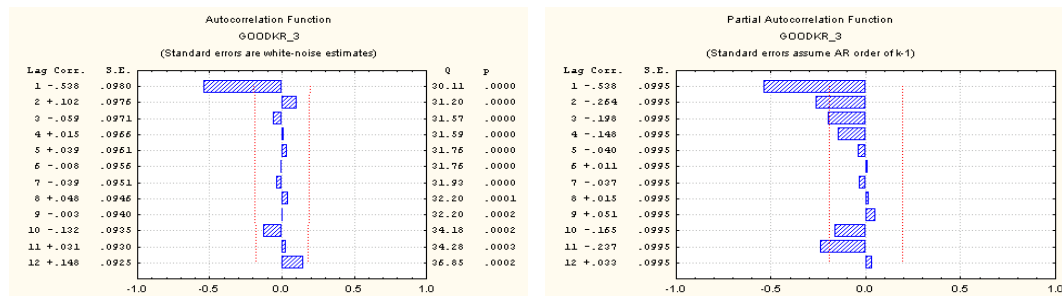 Autocorrelation Function
GOODKR_3
(Standard errors are white-noise estimates)
Lag Corr. S.E. Q p
1 -.538 .0980 30.11 .0000
2 +.102 .0976 31.20 .0000
3 -.059 .0971 31.57 .0000
4 +.015 .0966 31.59 .0000
5 +.039 .0961 31.76 .0000
6 -.008 .0956 31.76 .0000
7 -.039 .0951 31.93 .0000
8 +.048 .0946 32.20 .0001
9 -.003 .0940 32.20 .0002
10 -.132 .0935 34.18 .0002
11 +.031 .0930 34.28 .0003
12 +.148 .0925 36.85 .0002
-1.0 -0.5 0.0 0.5 1.0
Partial Autocorrelation Function
GOODKR_3
(Standard errors assume AR order of k-1)
Lag Corr. S.E.
1 -.538 .0995
2 -.264 .0995
3 -.198 .0995
4 -.148 .0995
5 -.040 .0995
6 +.011 .0995
7 -.037 .0995
8 +.015 .0995
9 +.051 .0995
10 -.165 .0995
11 -.237 .0995
12 +.033 .0995
-1.0 -0.5 0.0 0.5 1.0